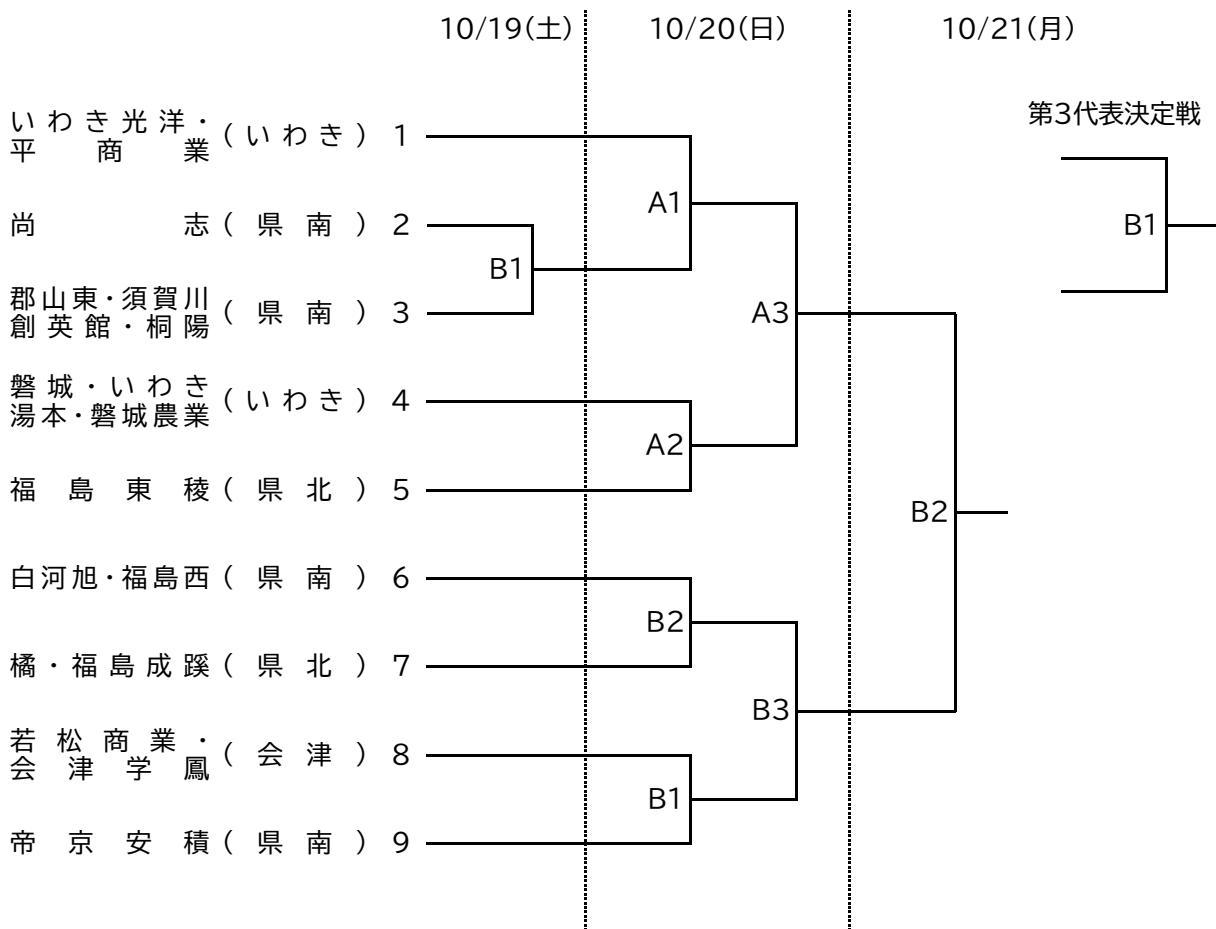 10/19(土) 10/20(日) 10/21(月)
第3代表決定戦
いわき光洋・
平商業
(いわき) 1
A1
尚志(県南) 2
B1
B1
郡山東・須賀川
創英館・桐陽
(県南) 3
A3
磐城・いわき
湯本・磐城農業
(いわき) 4
A2
福島東稜(県北) 5
B2
白河旭・福島西(県南) 6
B2
橘・福島成蹊(県北) 7
B3
若松商業・
会津学鳳
(会津) 8
B1
帝京安積(県南) 9